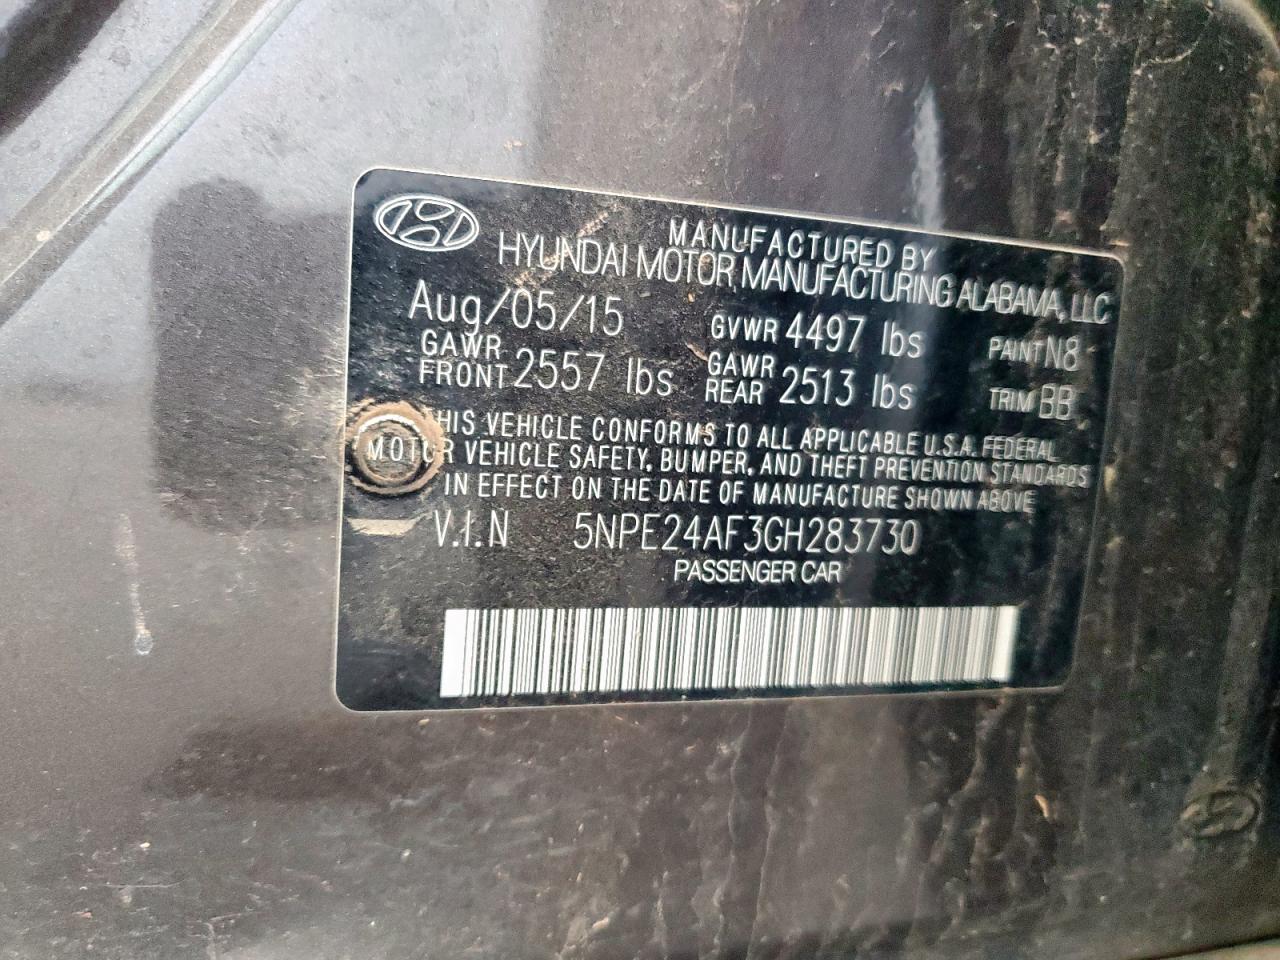 MANUFACTURED BY
HYUNDAI MOTOR MANUFACTURING ALABAMA, LLC
Aug/05/15 GVWR 4497 lbs PAINT N8
GAWR FRONT 2557 lbs GAWR REAR 2513 lbs TRIM BB
THIS VEHICLE CONFORMS TO ALL APPLICABLE U.S.A. FEDERAL
MOTOR VEHICLE SAFETY, BUMPER, AND THEFT PREVENTION STANDARDS
IN EFFECT ON THE DATE OF MANUFACTURE SHOWN ABOVE
V.I.N 5NPE24AF3GH283730
PASSENGER CAR